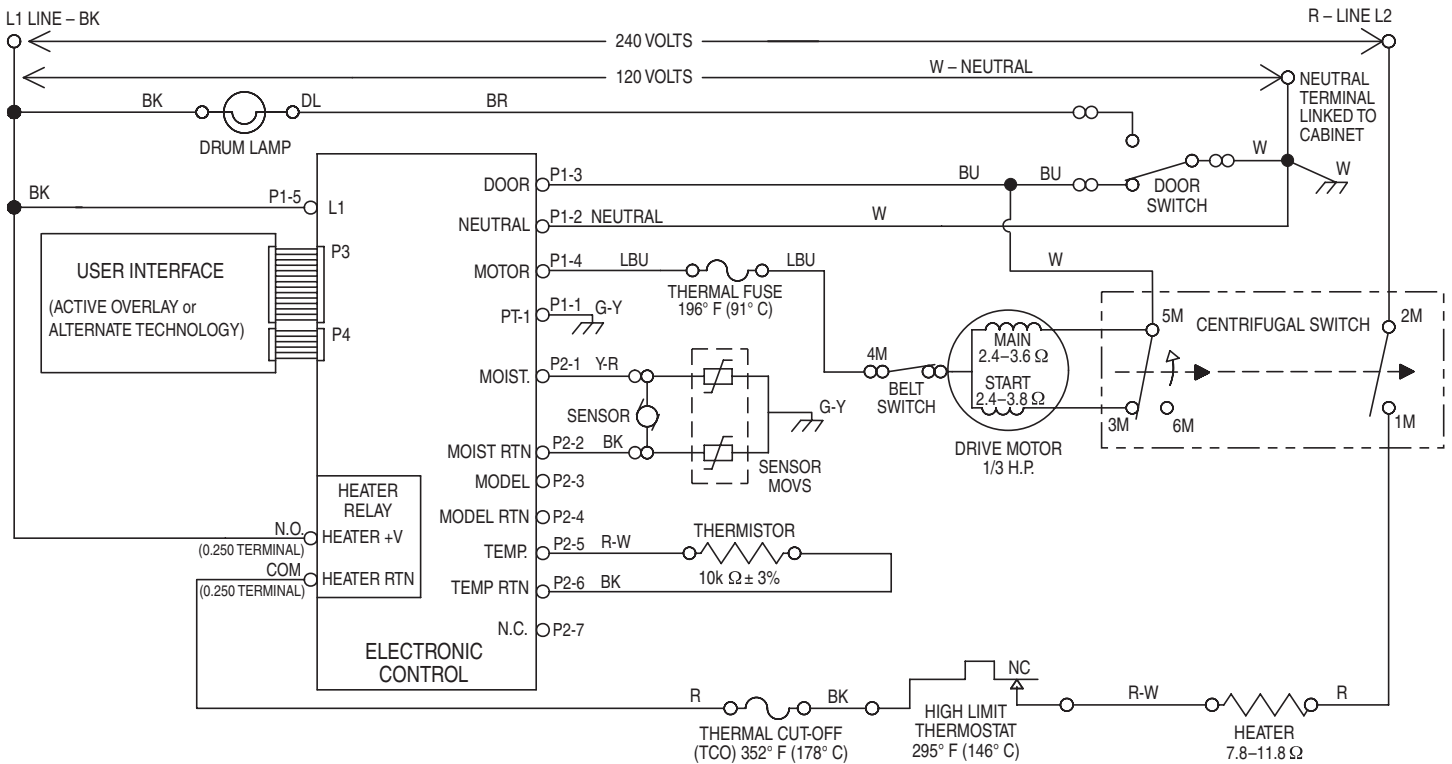 L1 LINE – BK
R – LINE L2
240 VOLTS
120 VOLTS
W – NEUTRAL
NEUTRAL
TERMINAL
LINKED TO
CABINET
BK
DL
BR
DRUM LAMP
W
W
DOOR
SWITCH
BK
P1-5
L1
DOOR
P1-3
BU
BU
NEUTRAL
P1-2 NEUTRAL
W
USER INTERFACE
(ACTIVE OVERLAY or
ALTERNATE TECHNOLOGY)
P3
P4
MOTOR
P1-4
LBU
LBU
THERMAL FUSE
196° F (91° C)
W
PT-1
P1-1
G-Y
5M
CENTRIFUGAL SWITCH
2M
MAIN
2.4–3.6 Ω
START
2.4–3.8 Ω
4M
BELT
SWITCH
3M
6M
1M
DRIVE MOTOR
1/3 H.P.
MOIST.
P2-1 Y-R
SENSOR
G-Y
MOIST RTN
P2-2
BK
SENSOR
MOVS
MODEL
P2-3
HEATER
RELAY
MODEL RTN
P2-4
N.O.
(0.250 TERMINAL)
HEATER +V
TEMP.
P2-5
R-W
THERMISTOR
10k Ω ± 3%
COM
(0.250 TERMINAL)
HEATER RTN
TEMP RTN
P2-6
BK
N.C.
P2-7
ELECTRONIC
CONTROL
R
THERMAL CUT-OFF
(TCO) 352° F (178° C)
BK
NC
HIGH LIMIT
THERMOSTAT
295° F (146° C)
R-W
HEATER
7.8–11.8 Ω
R